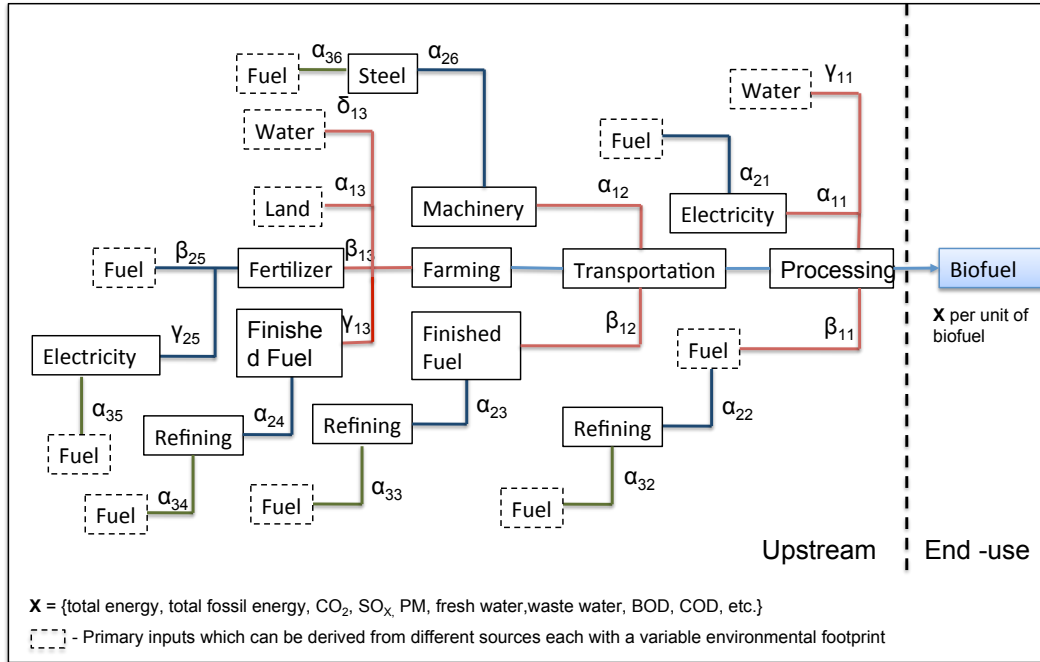 α36
α26
Fuel
Steel
γ11
Water
δ13
Water
Fuel
α13
α12
α21
α11
Land
Machinery
Electricity
β25
β13
Fuel
Fertilizer
Farming
Transportation
Processing
Biofuel
X per unit of
biofuel
γ25
γ13
β12
β11
Finishe
d Fuel
Finished
Fuel
Fuel
Electricity
α35
α24
α23
α22
Refining
Refining
Refining
Fuel
α34
α33
α32
Fuel
Fuel
Fuel
Upstream
End -use
X = {total energy, total fossil energy, CO2, SOX, PM, fresh water,waste water, BOD, COD, etc.}
- Primary inputs which can be derived from different sources each with a variable environmental footprint